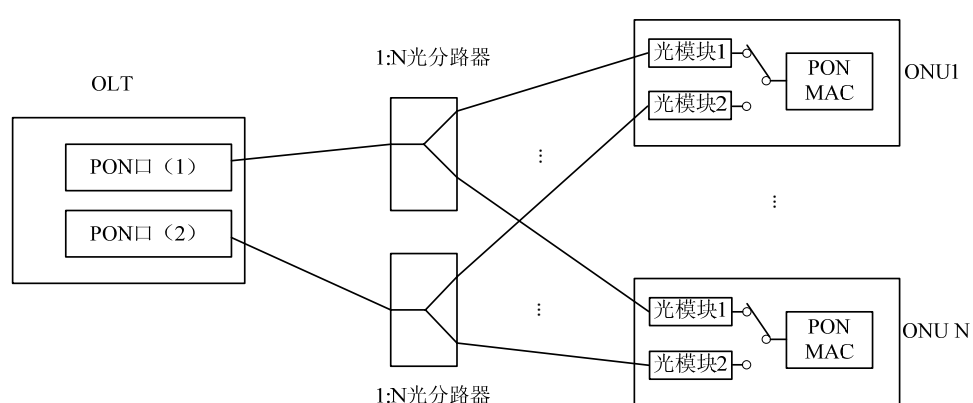 1:N光分路器
OLT
PON口（1）
PON口（2）
光模块1
光模块2
PON
MAC
ONU1
...
...
...
光模块1
光模块2
PON
MAC
ONU N
1:N光分路器